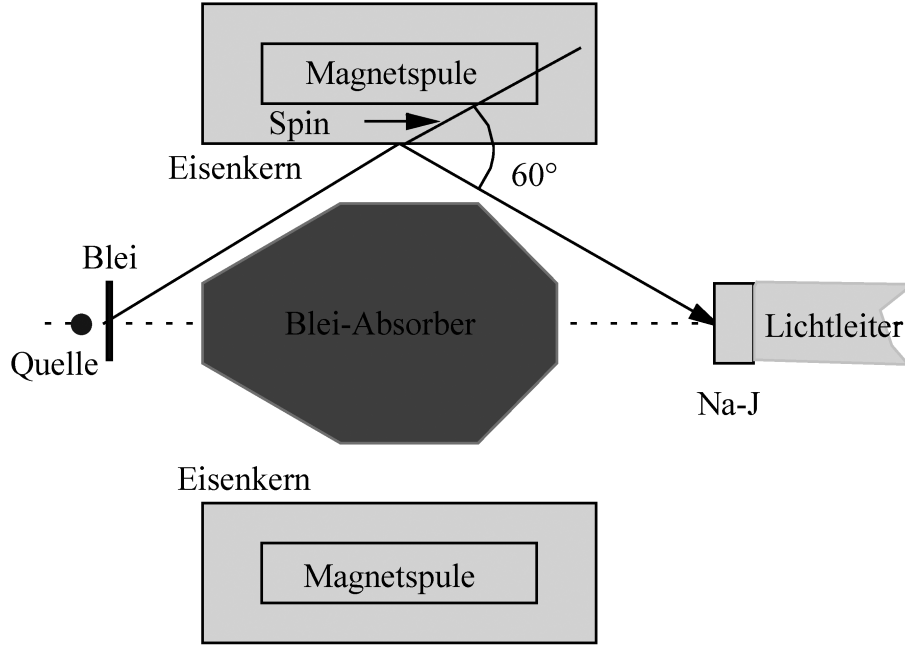 Magnetspule
Spin
Eisenkern
60°
Blei
Blei-Absorber
Lichtleiter
Quelle
Na-J
Eisenkern
Magnetspule